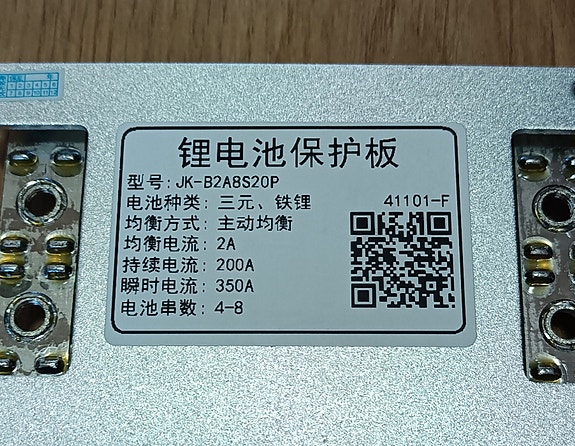 锂电池保护板
型号: JK-B2A8S20P
电池种类: 三元、铁锂 41101-F
均衡方式: 主动均衡
均衡电流: 2A
持续电流: 200A
瞬时电流: 350A
电池串数: 4-8